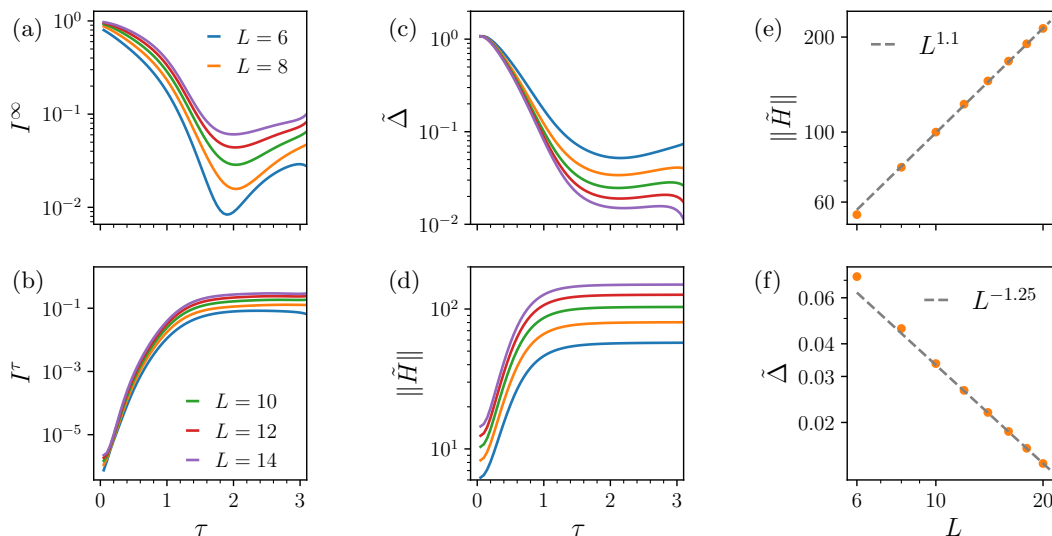 (a)
I^∞
10^0
10^{-1}
10^{-2}
L = 6
L = 8
(c)
Δ̃
10^0
10^{-1}
10^{-2}
(e)
‖H̃‖
200
100
60
L^{1.1}
(b)
I^τ
10^{-1}
10^{-3}
10^{-5}
L = 10
L = 12
L = 14
0 1 2 3
τ
(d)
‖H̃‖
10^2
10^1
0 1 2 3
τ
(f)
Δ̃
0.06
0.04
0.03
0.02
L^{-1.25}
6 10 20
L